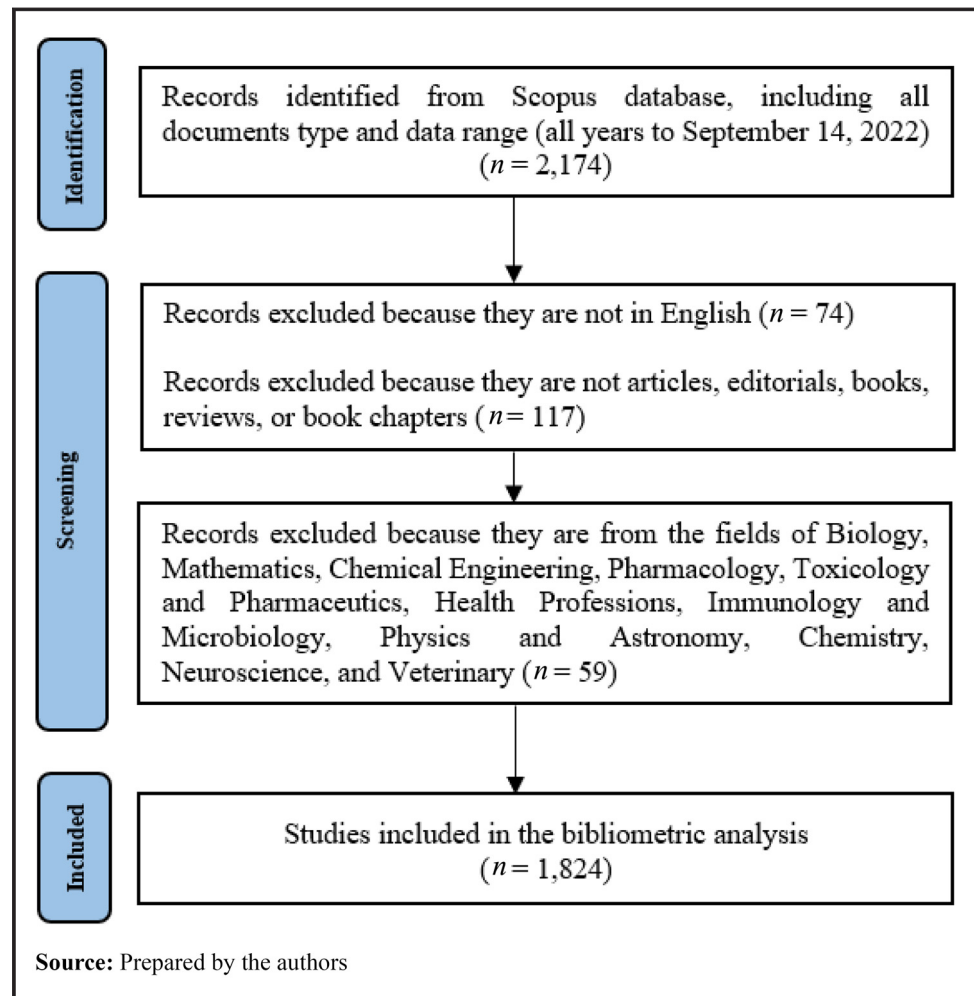 Identification
Records identified from Scopus database, including all
documents type and data range (all years to September 14, 2022)
(n = 2,174)
Screening
Records excluded because they are not in English (n = 74)
Records excluded because they are not articles, editorials, books,
reviews, or book chapters (n = 117)
Records excluded because they are from the fields of Biology,
Mathematics, Chemical Engineering, Pharmacology, Toxicology
and Pharmaceutics, Health Professions, Immunology and
Microbiology, Physics and Astronomy, Chemistry,
Neuroscience, and Veterinary (n = 59)
Included
Studies included in the bibliometric analysis
(n = 1,824)
Source: Prepared by the authors